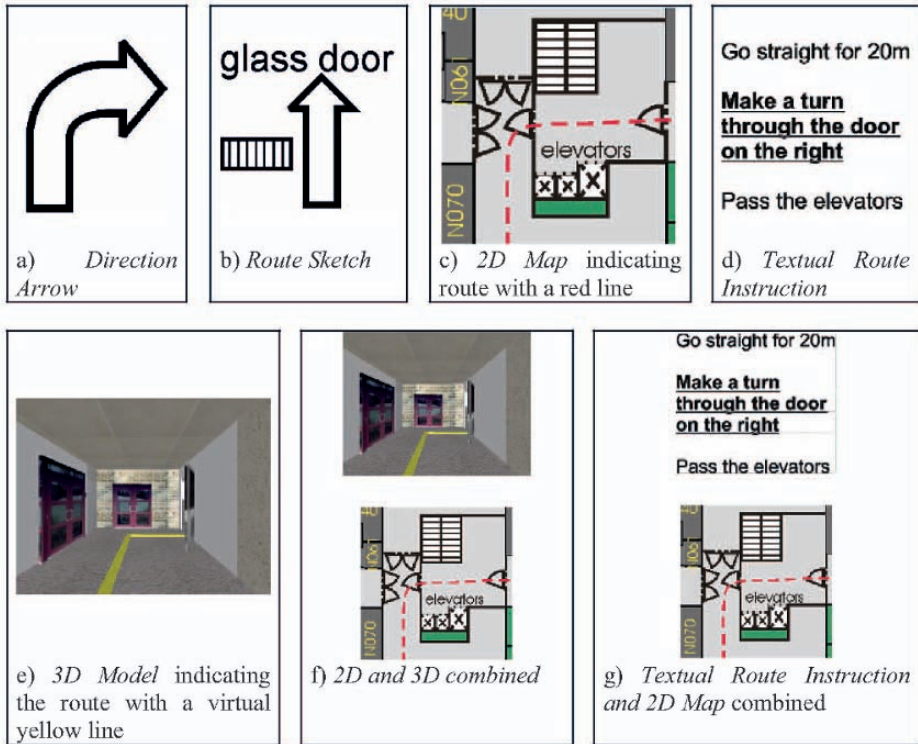 glass door
a) Direction
Arrow
b) Route Sketch
40
N061
N070
elevators
c) 2D Map indicating
route with a red line
Go straight for 20m
Make a turn
through the door
on the right
Pass the elevators
d) Textual Route
Instruction
e) 3D Model indicating
the route with a virtual
yellow line
40
N061
N070
elevators
f) 2D and 3D combined
Go straight for 20m
Make a turn
through the door
on the right
Pass the elevators
40
N061
N070
elevators
g) Textual Route Instruction
and 2D Map combined